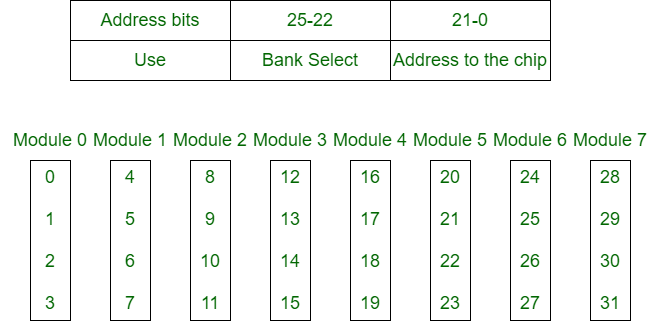 Address bits 25-22 21-0
Use Bank Select Address to the chip
Module 0 Module 1 Module 2 Module 3 Module 4 Module 5 Module 6 Module 7
0 4 8 12 16 20 24 28
1 5 9 13 17 21 25 29
2 6 10 14 18 22 26 30
3 7 11 15 19 23 27 31